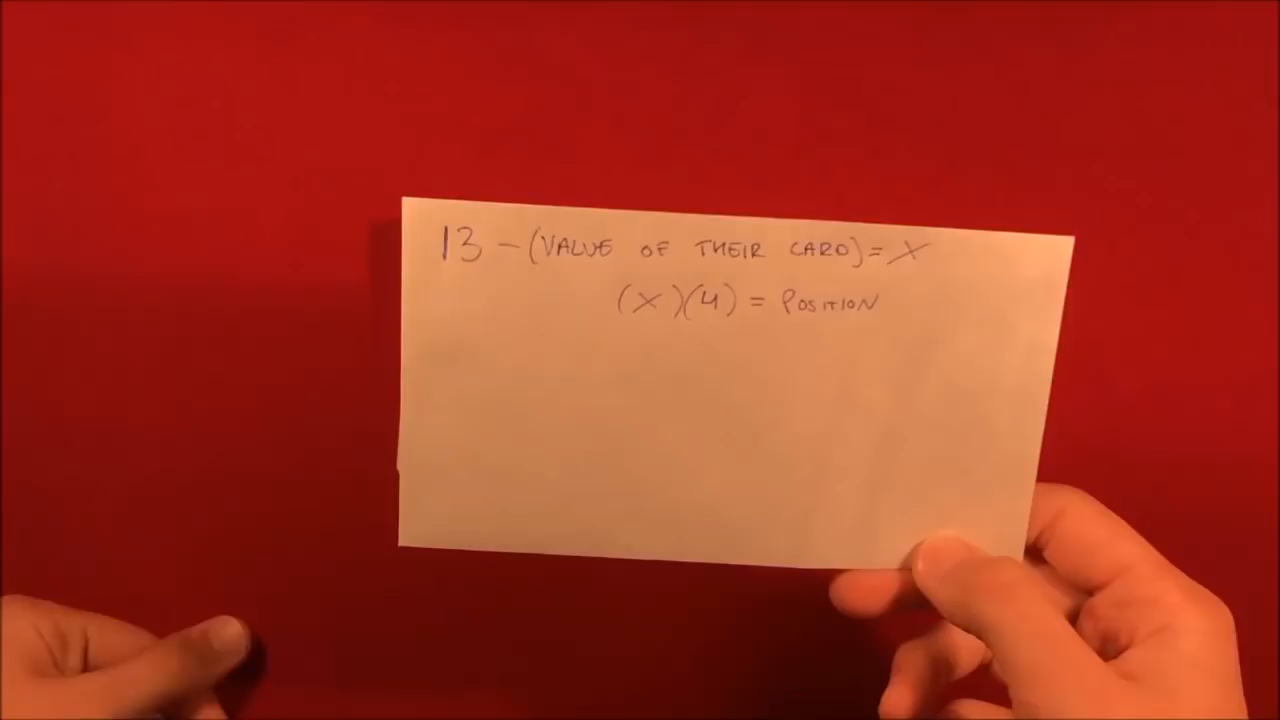 13 - (VALUE OF THEIR CARD) = X
(X)(4) = POSITION